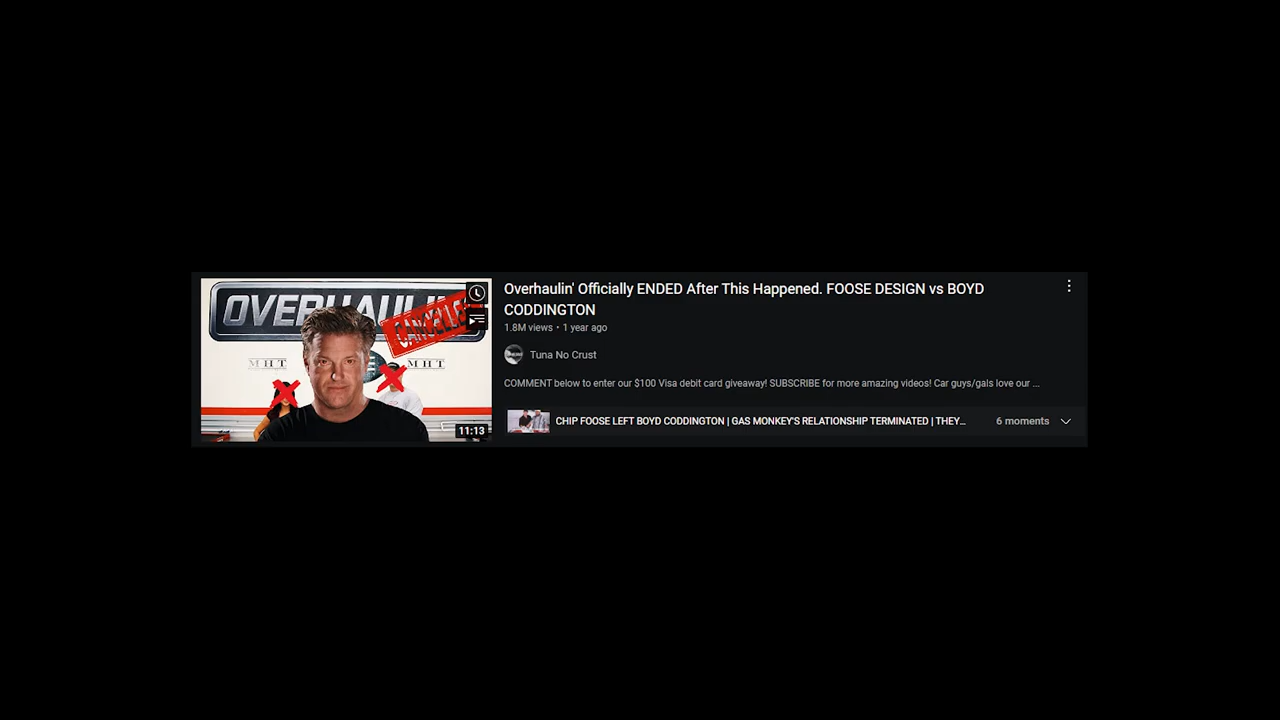 OVERHAULIN'
CANCELLED
MHT
MHT
11:13
Overhaulin' Officially ENDED After This Happened. FOOSE DESIGN vs BOYD
CODDINGTON
1.8M views • 1 year ago
Tuna No Crust
COMMENT below to enter our $100 Visa debit card giveaway! SUBSCRIBE for more amazing videos! Car guys/gals love our ...
CHIP FOOSE LEFT BOYD CODDINGTON | GAS MONKEY'S RELATIONSHIP TERMINATED | THEY...
6 moments